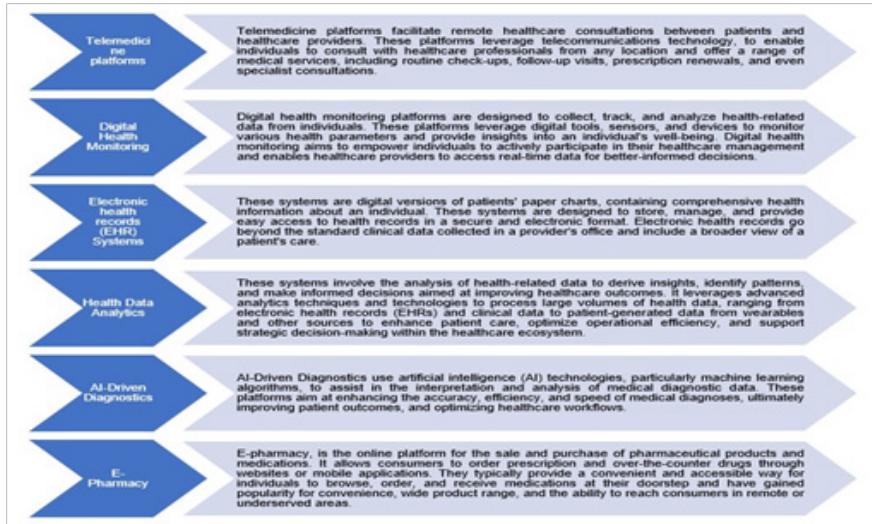 Telemedici
ne
platforms
Telemedicine platforms facilitate remote healthcare consultations between patients and
healthcare providers. These platforms leverage telecommunications technology, to enable
individuals to consult with healthcare professionals from any location and offer a range of
medical services, including routine check-ups, follow-up visits, prescription renewals, and even
specialist consultations.
Digital
Health
Monitoring
Digital health monitoring platforms are designed to collect, track, and analyze health-related
data from individuals. These platforms leverage digital tools, sensors, and devices to monitor
various health parameters and provide insights into an individual's well-being. Digital health
monitoring aims to empower individuals to actively participate in their healthcare management
and enables healthcare providers to access real-time data for better-informed decisions.
Electronic
health
records
(EHR)
Systems
These systems are digital versions of patients' paper charts, containing comprehensive health
information about an individual. These systems are designed to store, manage, and provide
easy access to health records in a secure and electronic format. Electronic health records go
beyond the standard clinical data collected in a provider's office and include a broader view of a
patient's care.
Health Data
Analytics
These systems involve the analysis of health-related data to derive insights, identify patterns,
and make informed decisions aimed at improving healthcare outcomes. It leverages advanced
analytics techniques and technologies to process large volumes of health data, ranging from
electronic health records (EHRs) and clinical data to patient-generated data from wearables
and other sources to enhance patient care, optimize operational efficiency, and support
strategic decision-making within the healthcare ecosystem.
AI-Driven
Diagnostics
AI-Driven Diagnostics use artificial intelligence (AI) technologies, particularly machine learning
algorithms, to assist in the interpretation and analysis of medical diagnostic data. These
platforms aim at enhancing the accuracy, efficiency, and speed of medical diagnoses, ultimately
improving patient outcomes, and optimizing healthcare workflows.
E-
Pharmacy
E-pharmacy, is the online platform for the sale and purchase of pharmaceutical products and
medications. It allows consumers to order prescription and over-the-counter drugs through
websites or mobile applications. They typically provide a convenient and accessible way for
individuals to browse, order, and receive medications at their doorstep and have gained
popularity for convenience, wide product range, and the ability to reach consumers in remote or
underserved areas.